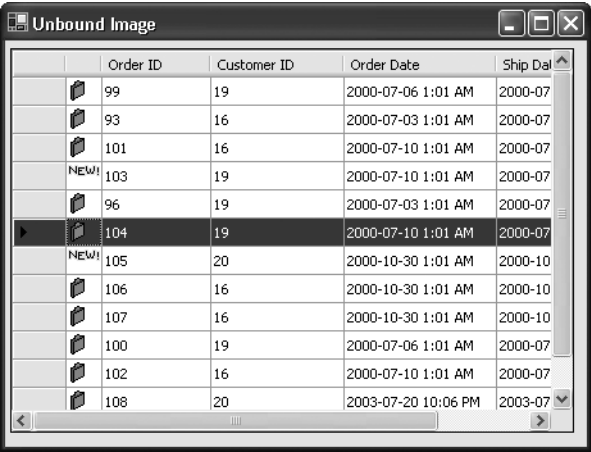 Unbound Image
Order ID Customer ID Order Date Ship Dat
99 19 2000-07-06 1:01 AM 2000-07
93 16 2000-07-03 1:01 AM 2000-07
101 16 2000-07-10 1:01 AM 2000-07
NEW! 103 19 2000-07-10 1:01 AM 2000-07
96 19 2000-07-03 1:01 AM 2000-07
104 19 2000-07-10 1:01 AM 2000-07
NEW! 105 20 2000-10-30 1:01 AM 2000-10
106 16 2000-10-30 1:01 AM 2000-10
107 16 2000-10-30 1:01 AM 2000-10
100 19 2000-07-06 1:01 AM 2000-07
102 16 2000-07-10 1:01 AM 2000-07
108 20 2003-07-20 10:06 PM 2003-07